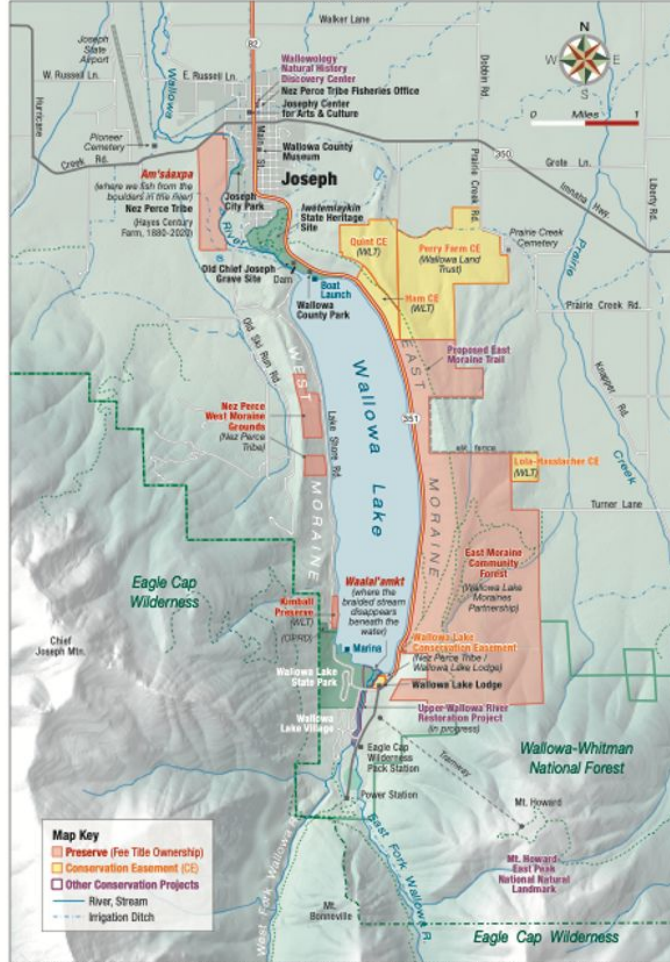 Walker Lane
Joseph
State
Airport
W. Russell Ln.
E. Russell Ln.
Wallowa
82
Wallowology
Natural History
Discovery Center
Nez Perce Tribe Fisheries Office
Josephy Center
for Arts & Culture
Dobbin Rd.
N
W
E
S
0 Miles 1
Hurricane
Creek Rd.
Pioneer
Cemetery
Main St.
Wallowa County
Museum
350
Grote Ln.
Imnaha Hwy.
Liberty Rd.
Prairie Creek Rd.
Am'sáaxpa
(where we fish from the
boulders in the river)
Nez Perce Tribe
(Hayes Century
Farm, 1880-2020)
Joseph
Joseph
City Park
River
Iwetemlaykin
State Heritage
Site
Quint CE
(WLT)
Perry Farm CE
(Wallowa Land
Trust)
Prairie Creek
Cemetery
Prairie
Old Chief Joseph
Grave Site
Dam
Boat
Launch
Wallowa
County Park
Ham CE
(WLT)
Prairie Creek Rd.
Old Ski Run Rd.
WEST
EAST
Proposed East
Moraine Trail
Knapper Rd.
Nez Perce
West Moraine
Grounds
(Nez Perce
Tribe)
Lake Shore Rd.
Wallowa Lake
351
elk fence
Creek
Lola-Hasslacher CE
(WLT)
Turner Lane
MORAINE
MORAINE
Eagle Cap
Wilderness
Waalal'amkt
(where the
braided stream
disappears
beneath the
water)
East Moraine
Community
Forest
(Wallowa Lake
Moraines
Partnership)
Kimball
Preserve
(WLT)
(OPRD)
Chief
Joseph Mtn.
Marina
Wallowa Lake
Conservation Easement
(Nez Perce Tribe /
Wallowa Lake Lodge)
Wallowa Lake
State Park
Wallowa Lake Lodge
Upper Wallowa River
Restoration Project
(in progress)
Wallowa
Lake Village
Eagle Cap
Wilderness
Pack Station
Tramway
Wallowa-Whitman
National Forest
Power Station
Mt. Howard
East Fork Wallowa R
West Fork Wallowa
Mt. Howard-
East Peak
National Natural
Landmark
Mt.
Bonneville
Eagle Cap Wilderness
Map Key
Preserve (Fee Title Ownership)
Conservation Easement (CE)
Other Conservation Projects
River, Stream
Irrigation Ditch